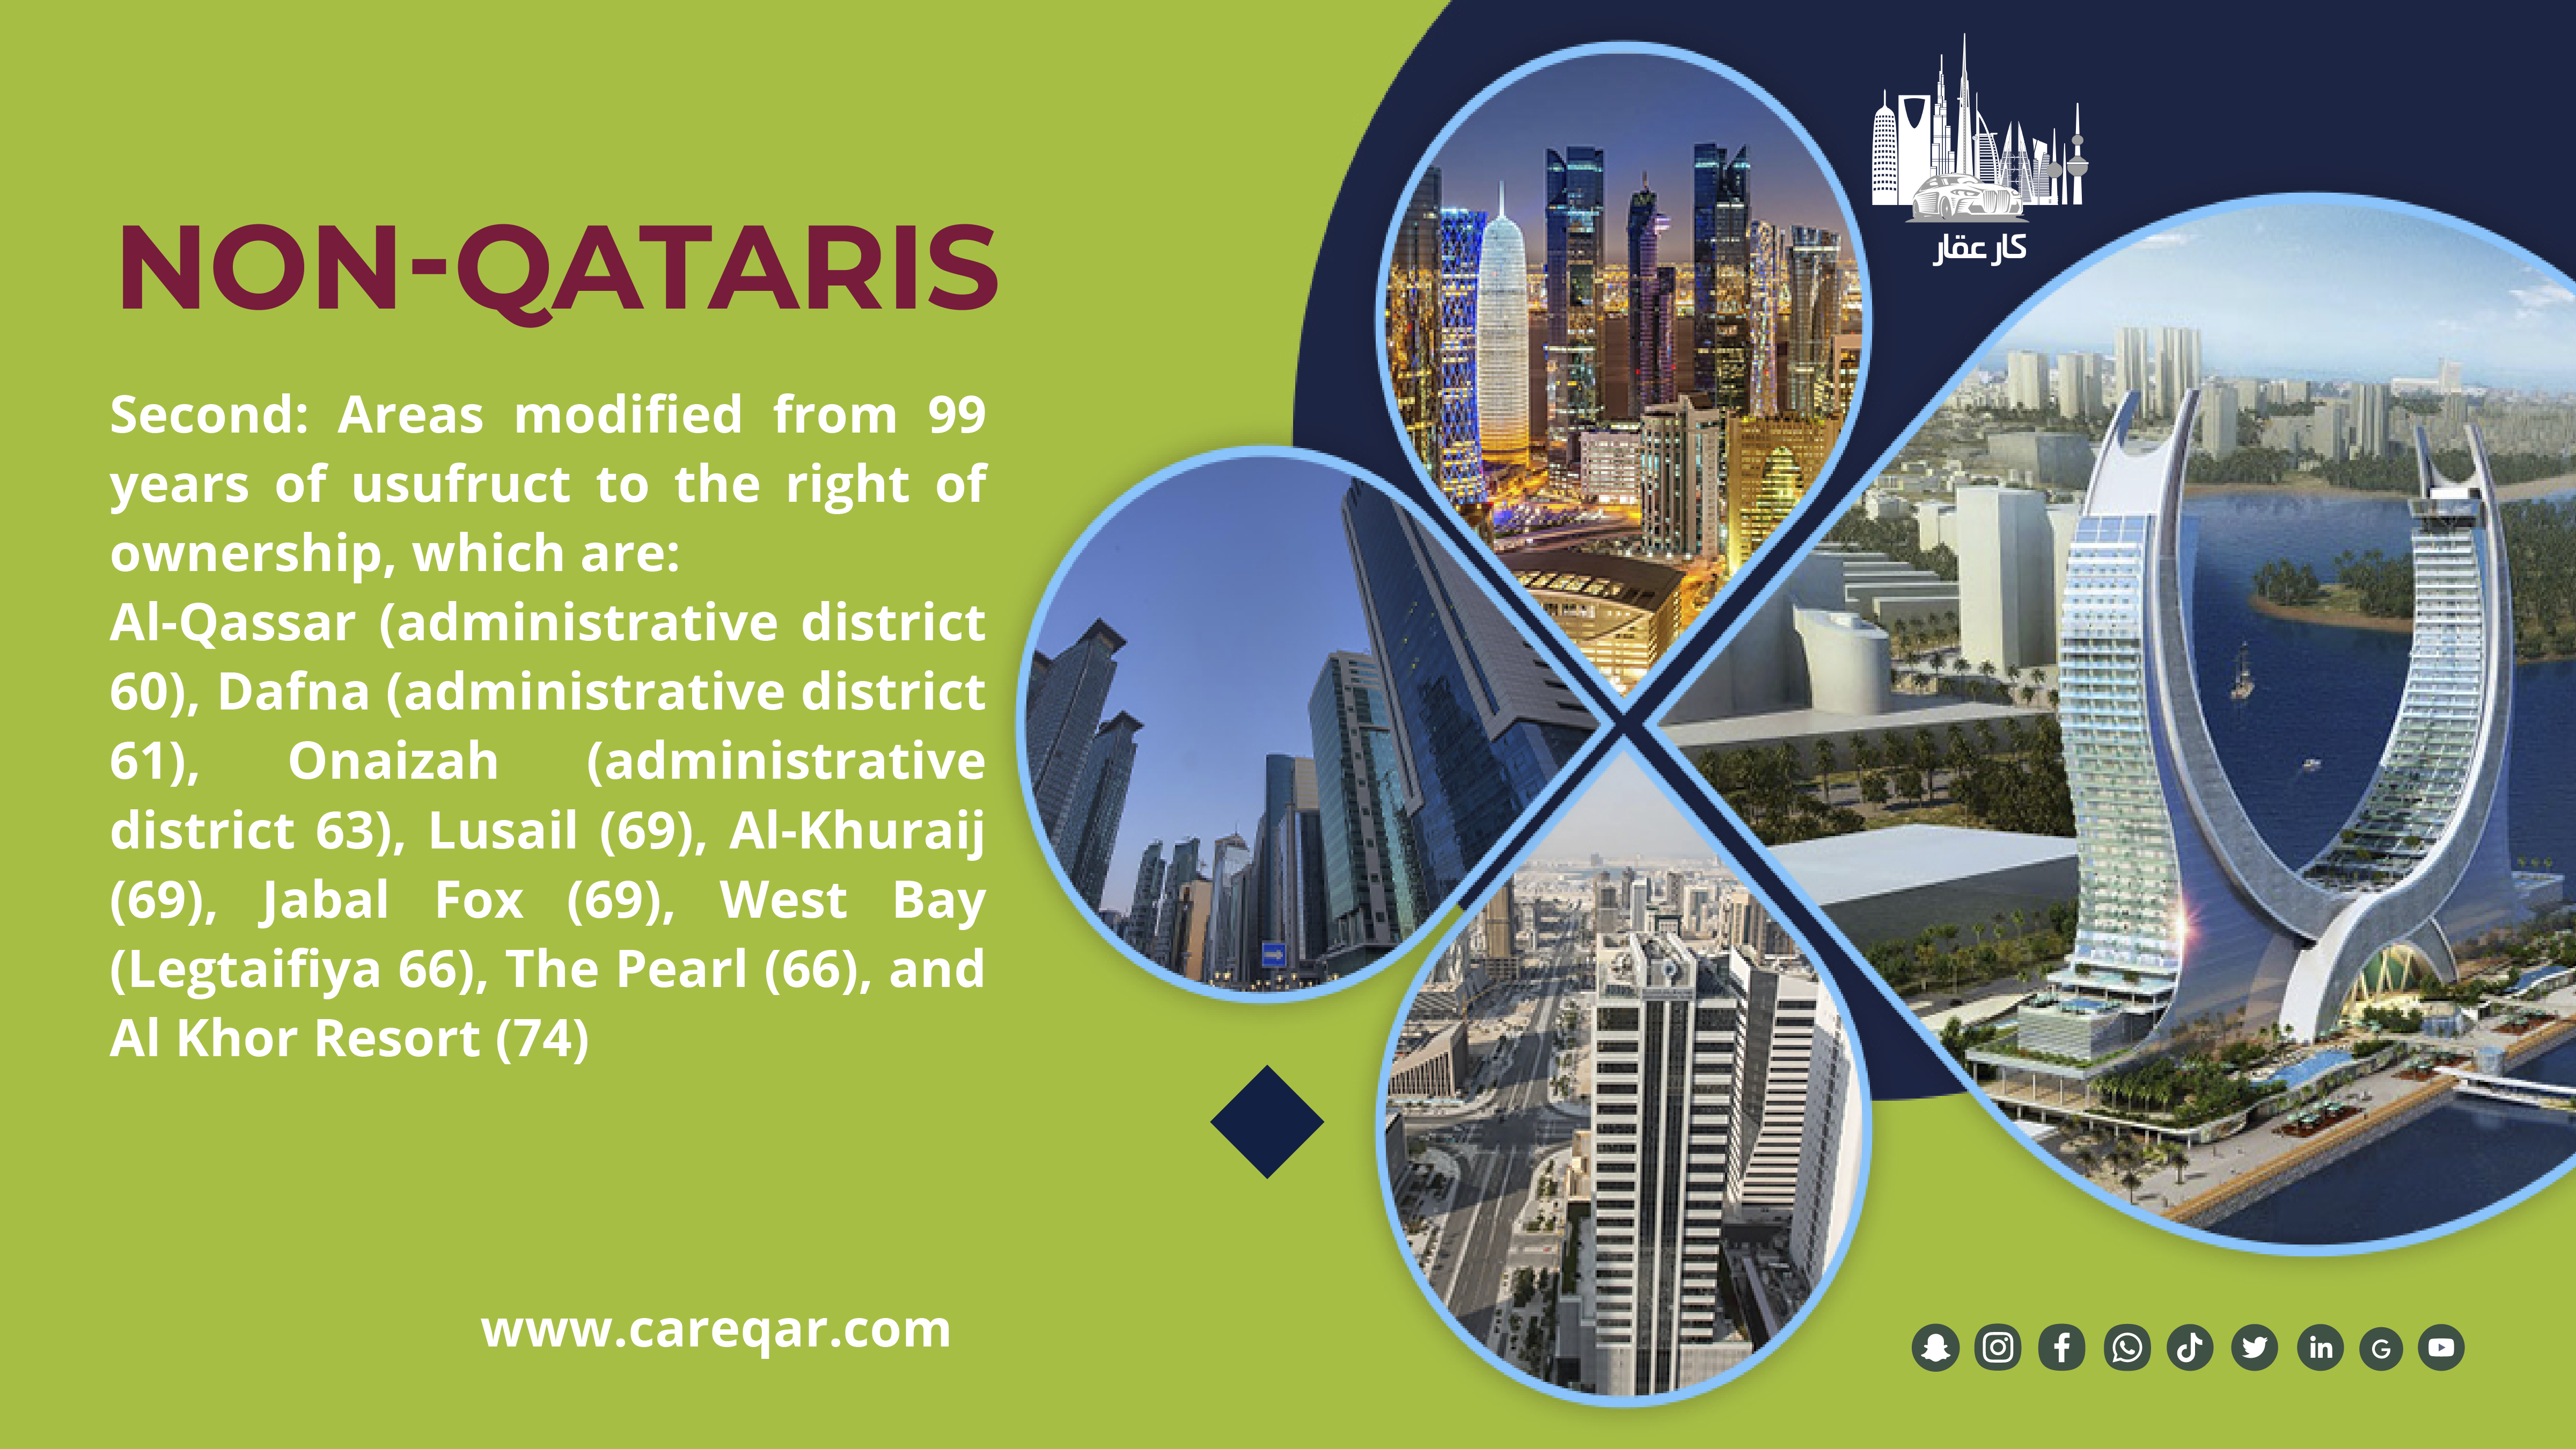 كار عقار
NON-QATARIS
Second: Areas modified from 99
years of usufruct to the right of
ownership, which are:
Al-Qassar (administrative district
60), Dafna (administrative district
61), Onaizah (administrative
district 63), Lusail (69), Al-Khuraij
(69), Jabal Fox (69), West Bay
(Legtaifiya 66), The Pearl (66), and
Al Khor Resort (74)
www.careqar.com